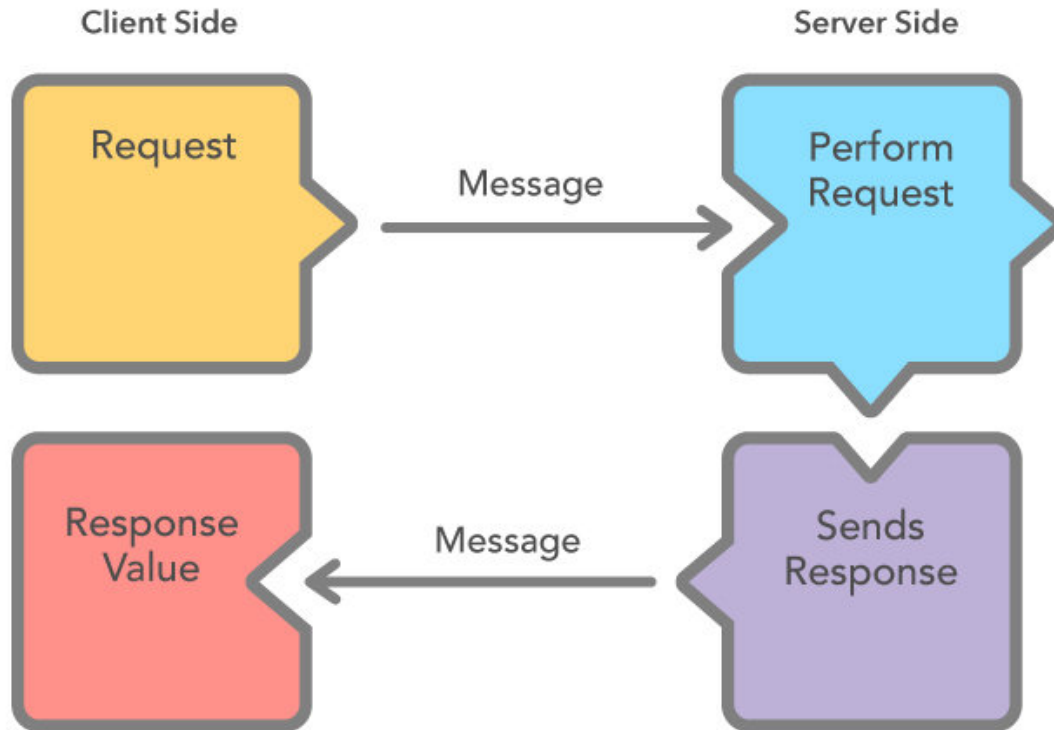 Client Side
Server Side
Request
Message
Perform
Request
Response
Value
Message
Sends
Response